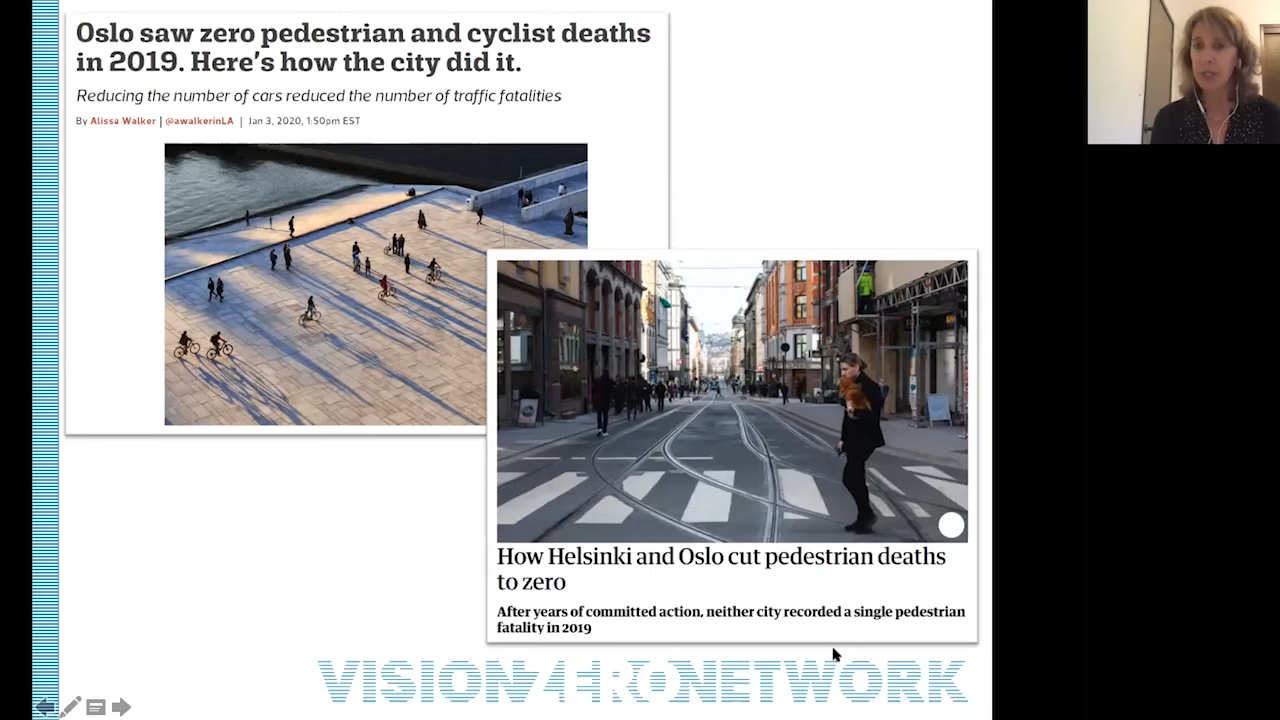 Oslo saw zero pedestrian and cyclist deaths
in 2019. Here's how the city did it.
Reducing the number of cars reduced the number of traffic fatalities
By Alissa Walker | @awalkerinLA | Jan 3, 2020, 1:50pm EST
How Helsinki and Oslo cut pedestrian deaths
to zero
After years of committed action, neither city recorded a single pedestrian
fatality in 2019
VISION ZERO NETWORK